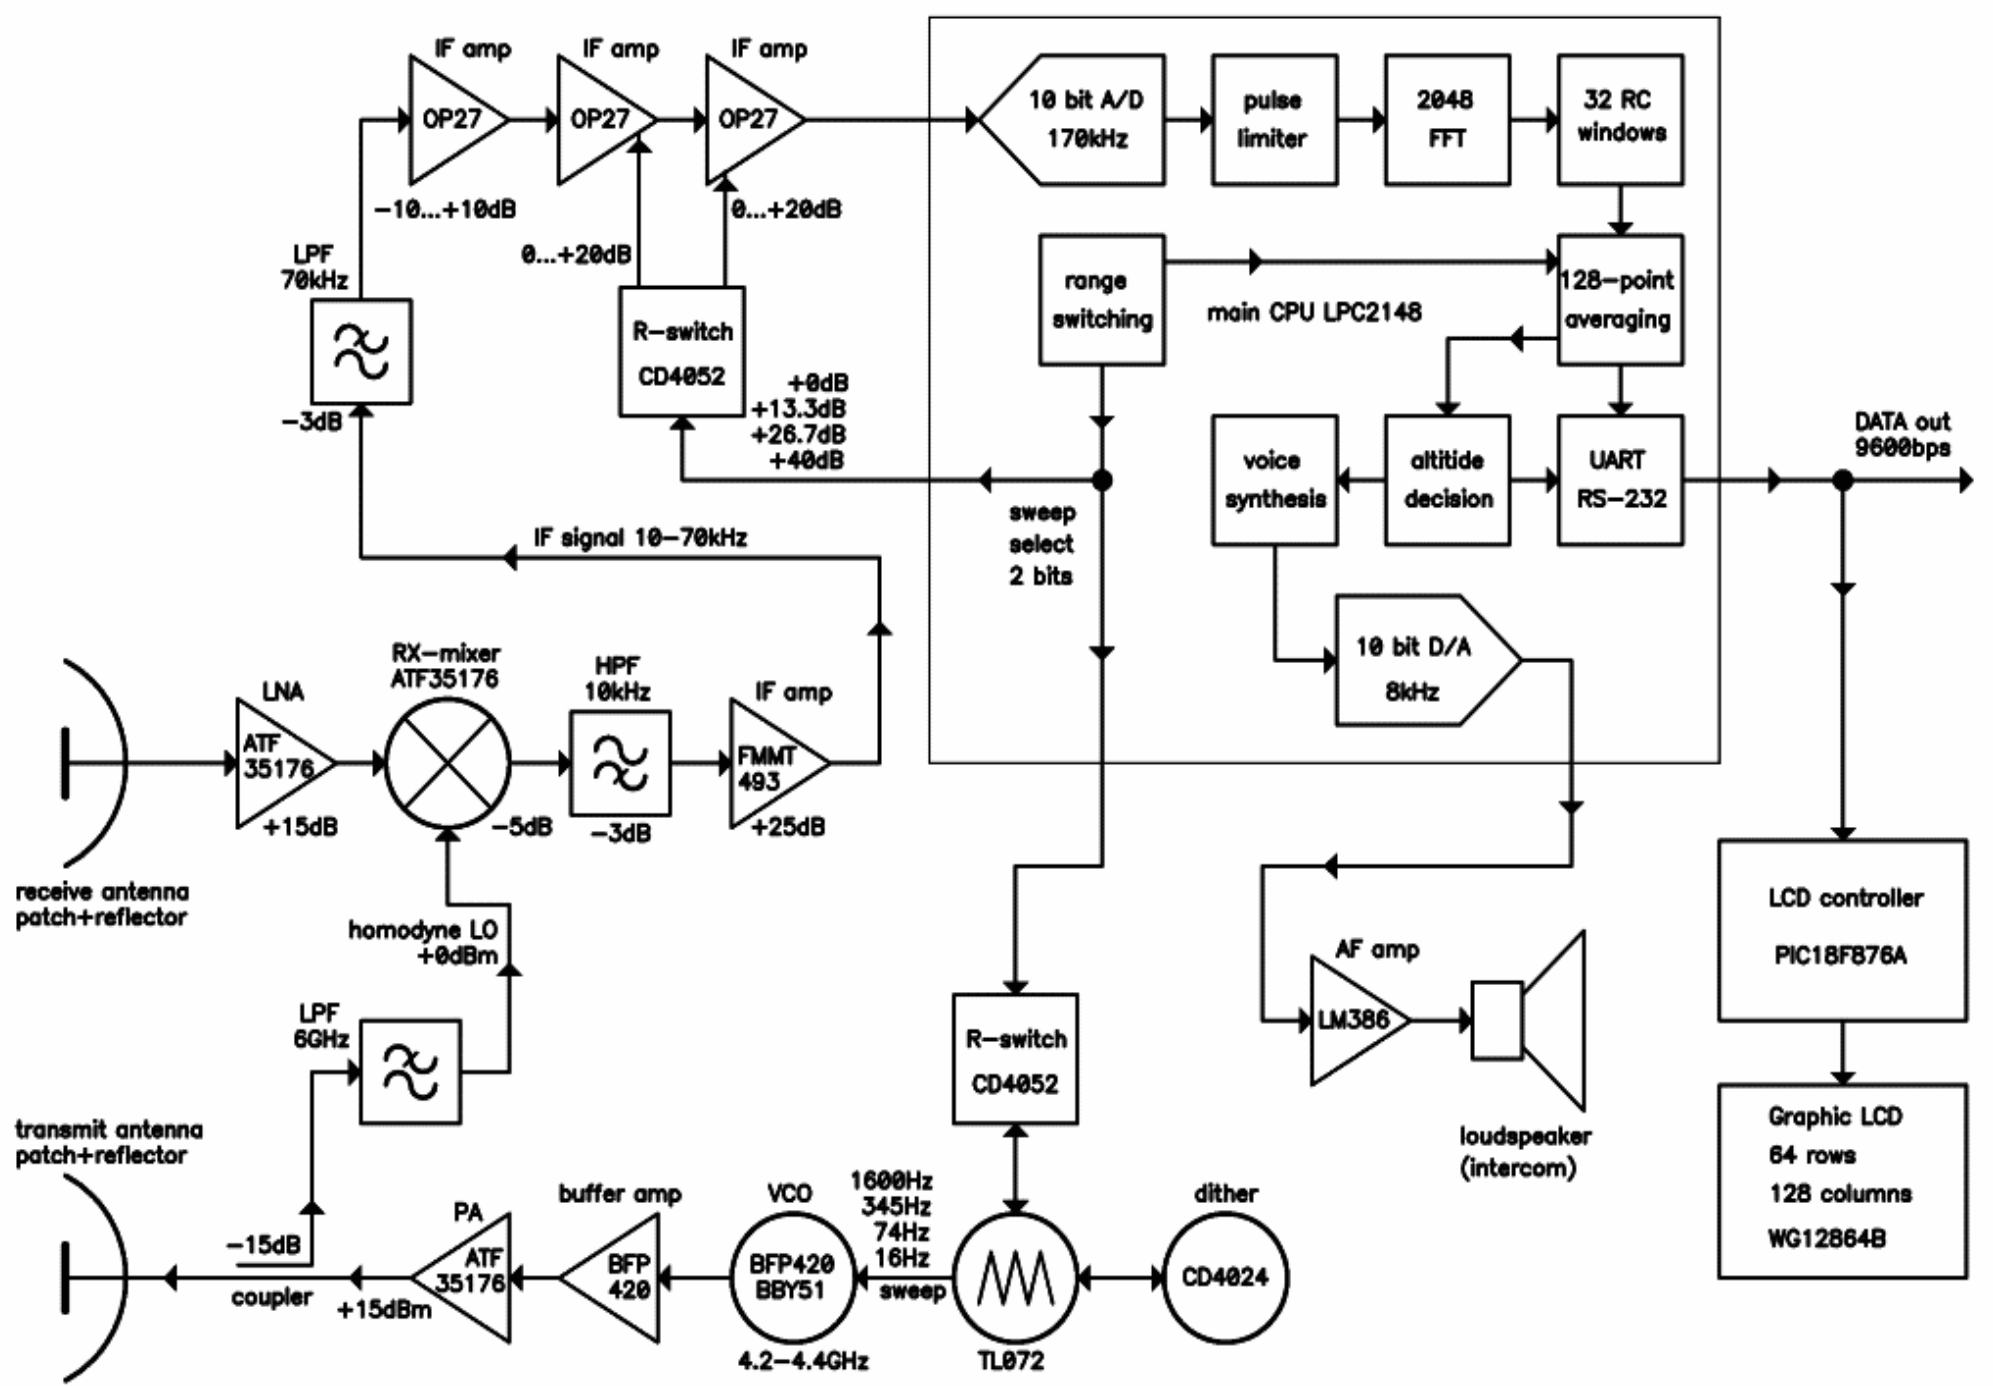 IF amp
IF amp
IF amp
OP27
OP27
OP27
-10...+10dB
0...+20dB
0...+20dB
10 bit A/D
170kHz
pulse
limiter
2048
FFT
32 RC
windows
LPF
70kHz
-3dB
R-switch
CD4052
+0dB
+13.3dB
+26.7dB
+40dB
range
switching
main CPU LPC2148
128-point
averaging
voice
synthesis
altitide
decision
UART
RS-232
DATA out
9600bps
sweep
select
2 bits
IF signal 10-70kHz
10 bit D/A
8kHz
LNA
ATF
35176
+15dB
RX-mixer
ATF35176
-5dB
HPF
10kHz
-3dB
IF amp
FMMT
493
+25dB
receive antenna
patch+reflector
homodyne LO
+0dBm
LPF
6GHz
R-switch
CD4052
AF amp
LM386
loudspeaker
(intercom)
LCD controller
PIC18F876A
Graphic LCD
64 rows
128 columns
WG12864B
transmit antenna
patch+reflector
-15dB
coupler
+15dBm
PA
ATF
35176
buffer amp
BFP
420
VCO
BFP420
BBY51
4.2-4.4GHz
1600Hz
345Hz
74Hz
16Hz
sweep
TL072
dither
CD4024